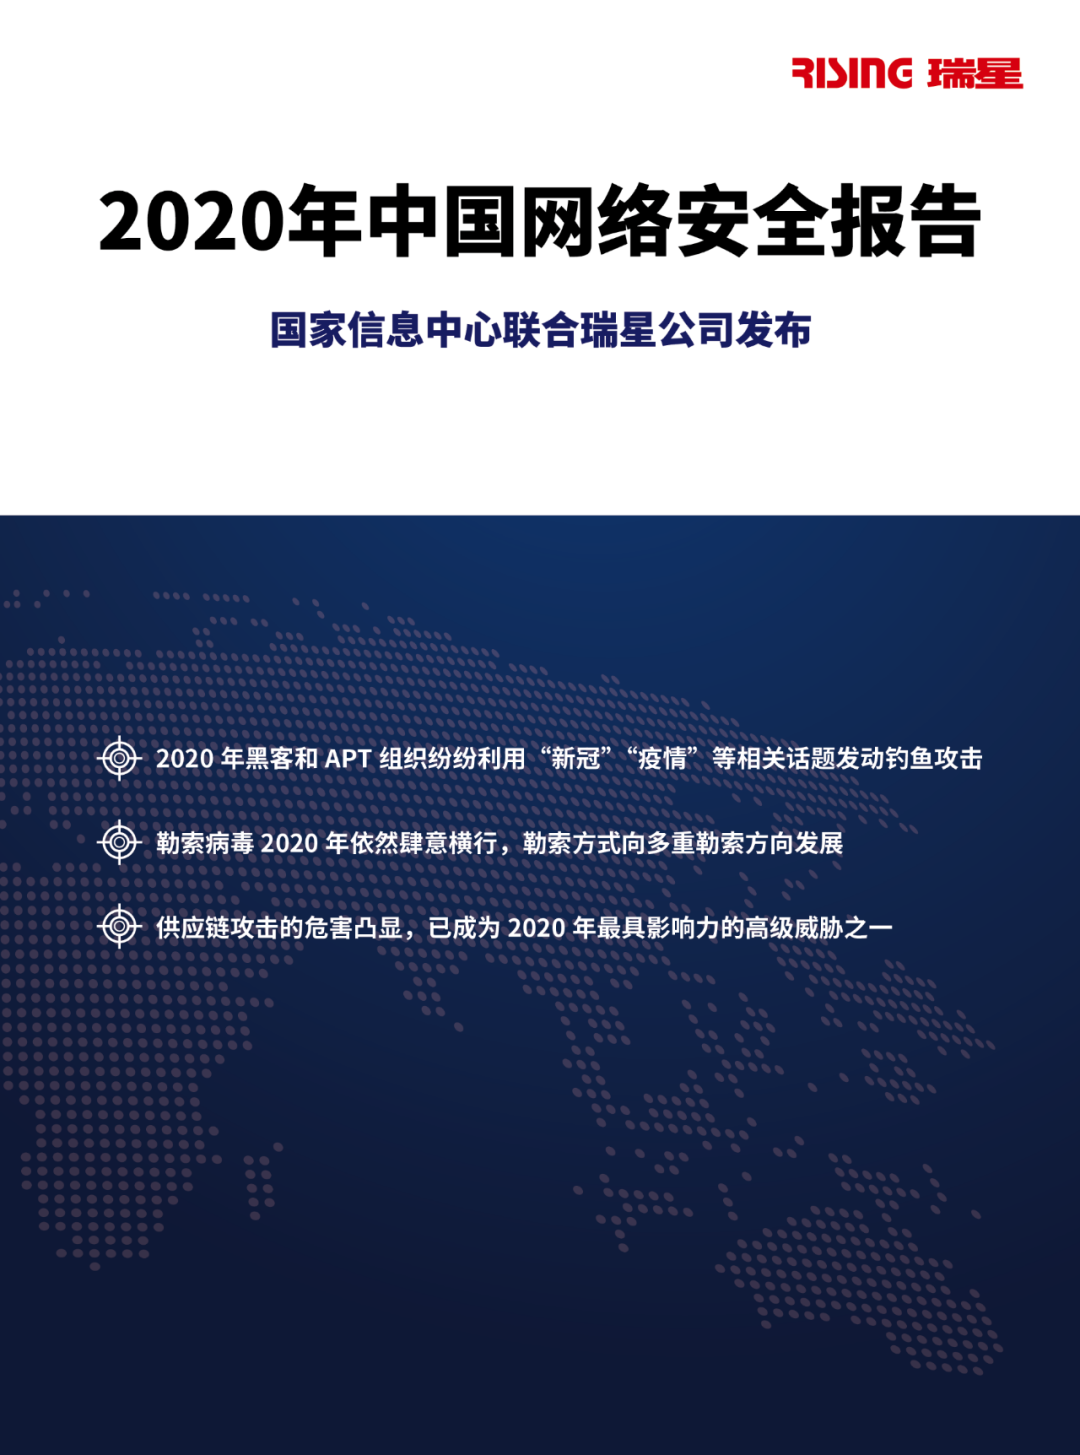 RISING 瑞星
2020年中国网络安全报告
国家信息中心联合瑞星公司发布
2020 年黑客和 APT 组织纷纷利用“新冠”“疫情”等相关话题发动钓鱼攻击
勒索病毒 2020 年依然肆意横行，勒索方式向多重勒索方向发展
供应链攻击的危害凸显，已成为 2020 年最具影响力的高级威胁之一